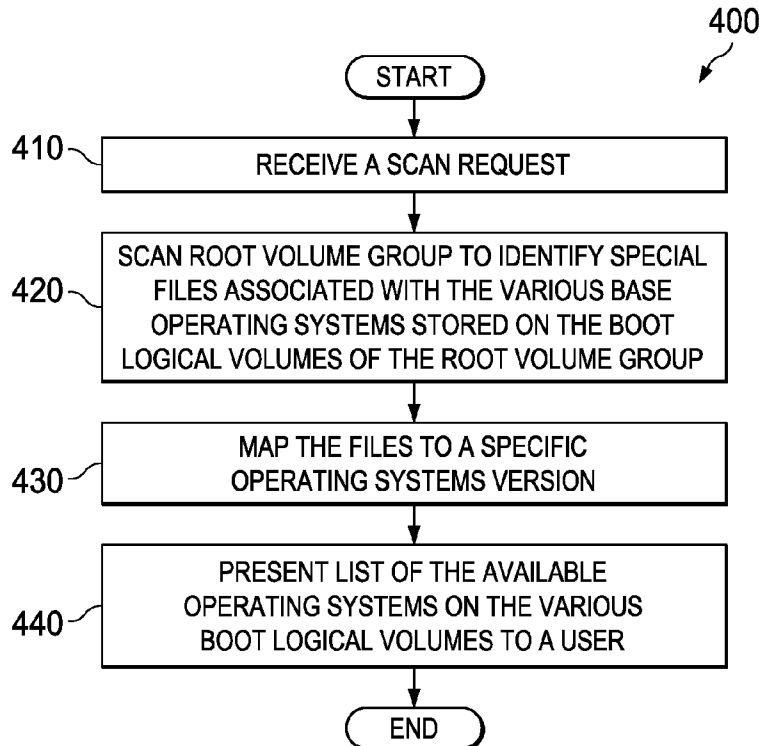 400
START
410
RECEIVE A SCAN REQUEST
420
SCAN ROOT VOLUME GROUP TO IDENTIFY SPECIAL
FILES ASSOCIATED WITH THE VARIOUS BASE
OPERATING SYSTEMS STORED ON THE BOOT
LOGICAL VOLUMES OF THE ROOT VOLUME GROUP
430
MAP THE FILES TO A SPECIFIC
OPERATING SYSTEMS VERSION
440
PRESENT LIST OF THE AVAILABLE
OPERATING SYSTEMS ON THE VARIOUS
BOOT LOGICAL VOLUMES TO A USER
END